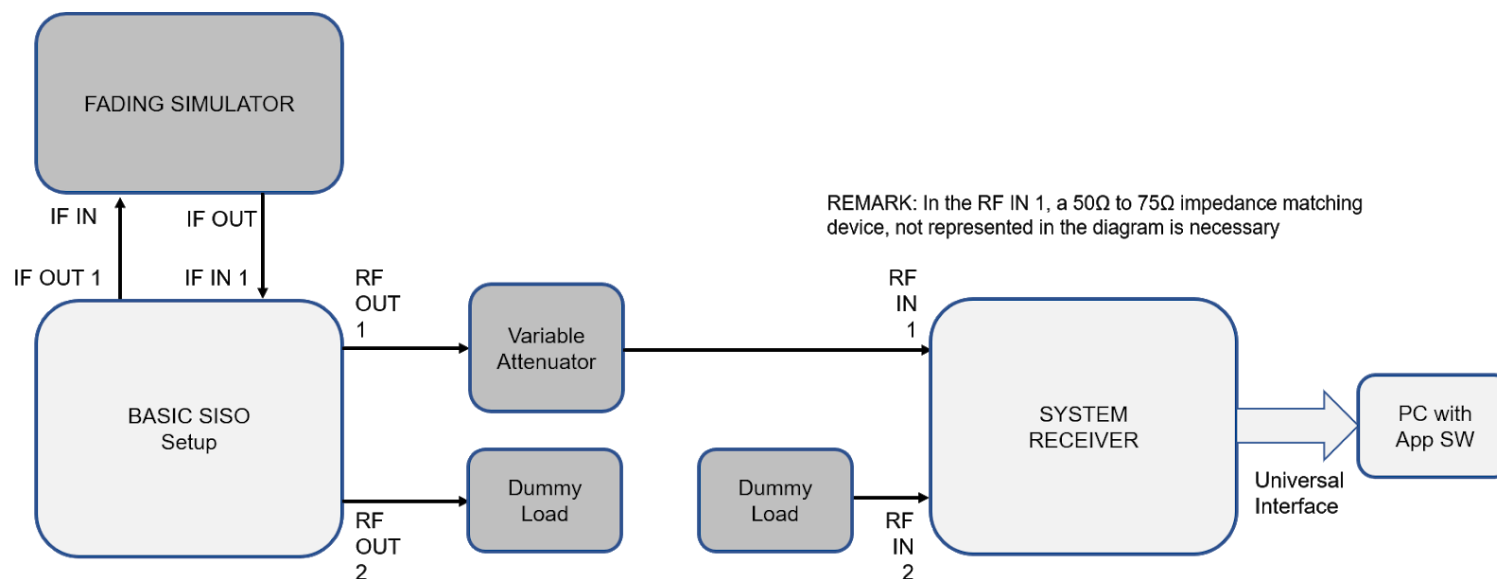 FADING SIMULATOR
IF IN
IF OUT
REMARK: In the RF IN 1, a 50Ω to 75Ω impedance matching
device, not represented in the diagram is necessary
IF OUT 1
IF IN 1
RF
OUT
1
Variable
Attenuator
RF
IN
1
BASIC SISO
Setup
SYSTEM
RECEIVER
PC with
App SW
Universal
Interface
Dummy
Load
Dummy
Load
RF
OUT
2
RF
IN
2